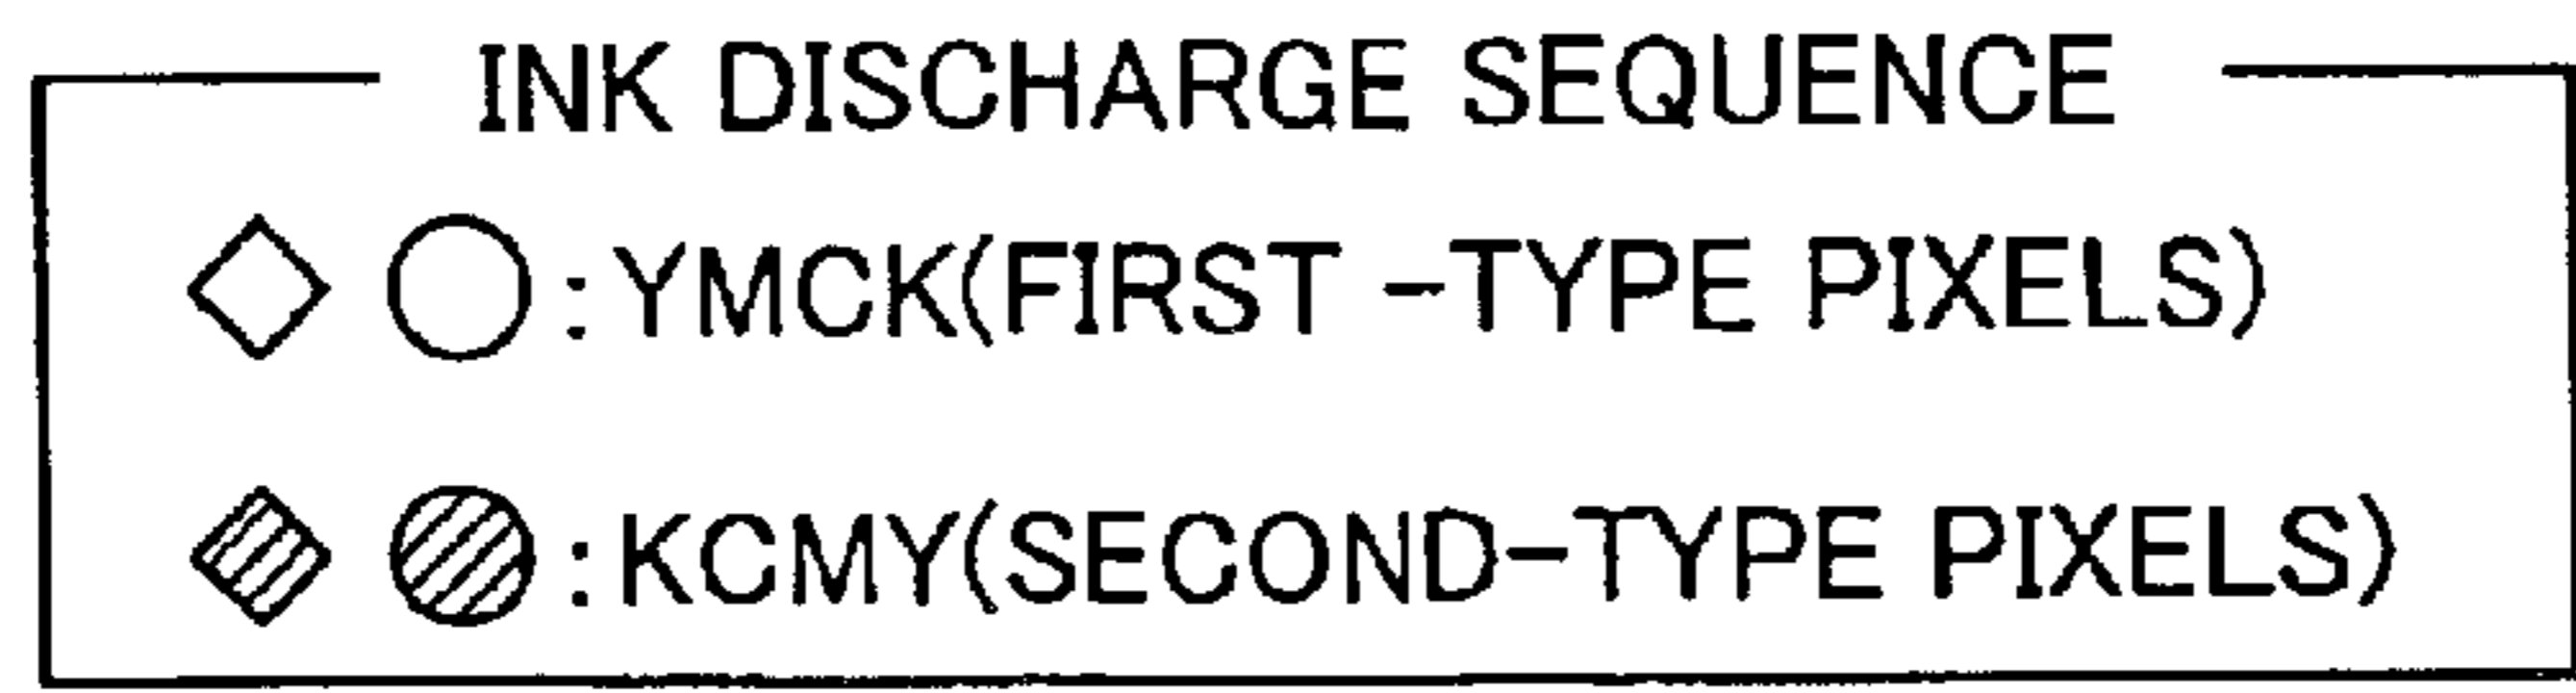 INK DISCHARGE SEQUENCE
: YMCK(FIRST -TYPE PIXELS)
: KCMY(SECOND-TYPE PIXELS)